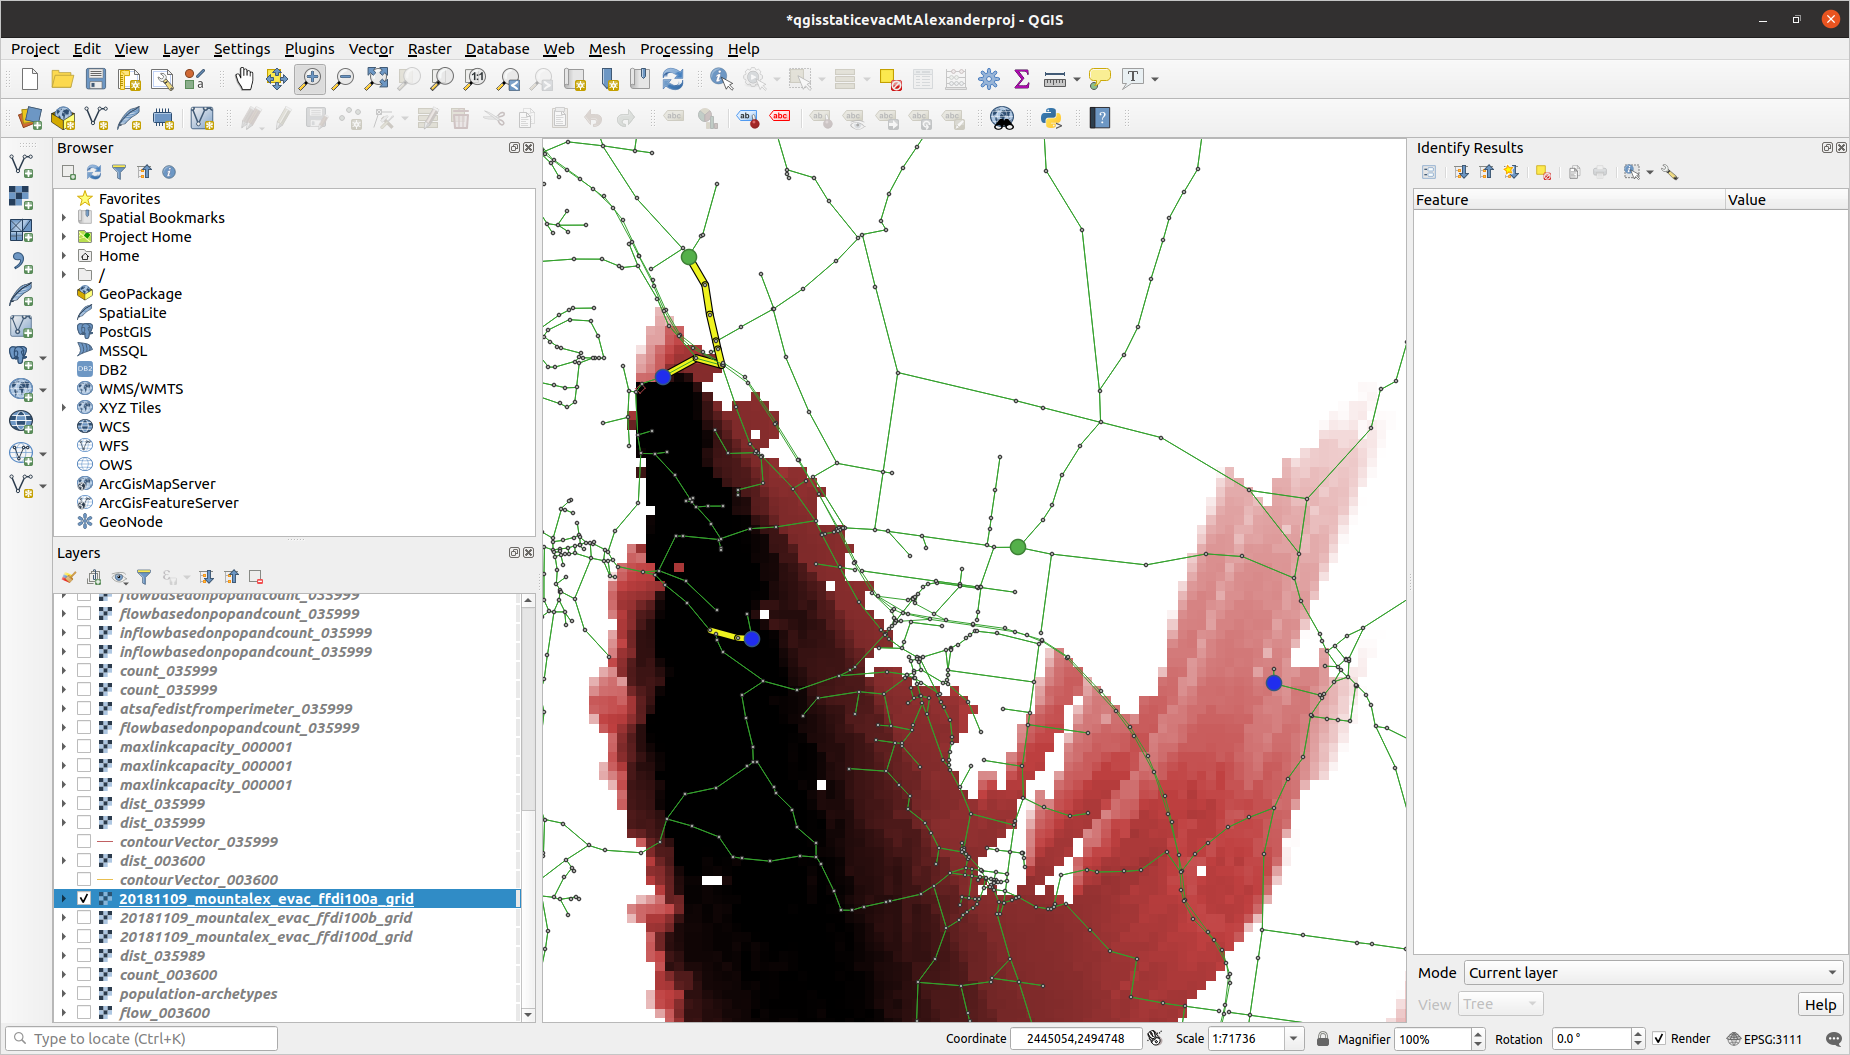 *qgisstaticevacMtAlexanderproj - QGIS
Project Edit View Layer Settings Plugins Vector Raster Database Web Mesh Processing Help
Browser
Favorites
Spatial Bookmarks
Project Home
Home
/
GeoPackage
SpatiaLite
PostGIS
MSSQL
DB2
WMS/WMTS
XYZ Tiles
WCS
WFS
OWS
ArcGisMapServer
ArcGisFeatureServer
GeoNode
Layers
flowbasedonpopandcount_035999
flowbasedonpopandcount_035999
inflowbasedonpopandcount_035999
inflowbasedonpopandcount_035999
count_035999
count_035999
atsafedistfromperimeter_035999
flowbasedonpopandcount_035999
maxlinkcapacity_000001
maxlinkcapacity_000001
maxlinkcapacity_000001
dist_035999
dist_035999
contourVector_035999
dist_003600
contourVector_003600
20181109_mountalex_evac_ffdi100a_grid
20181109_mountalex_evac_ffdi100b_grid
20181109_mountalex_evac_ffdi100d_grid
dist_035989
count_003600
population-archetypes
flow_003600
Identify Results
Feature Value
Mode Current layer
View Tree
Help
Type to locate (Ctrl+K)
Coordinate 2445054,2494748
Scale 1:71736
Magnifier 100%
Rotation 0.0 °
Render
EPSG:3111